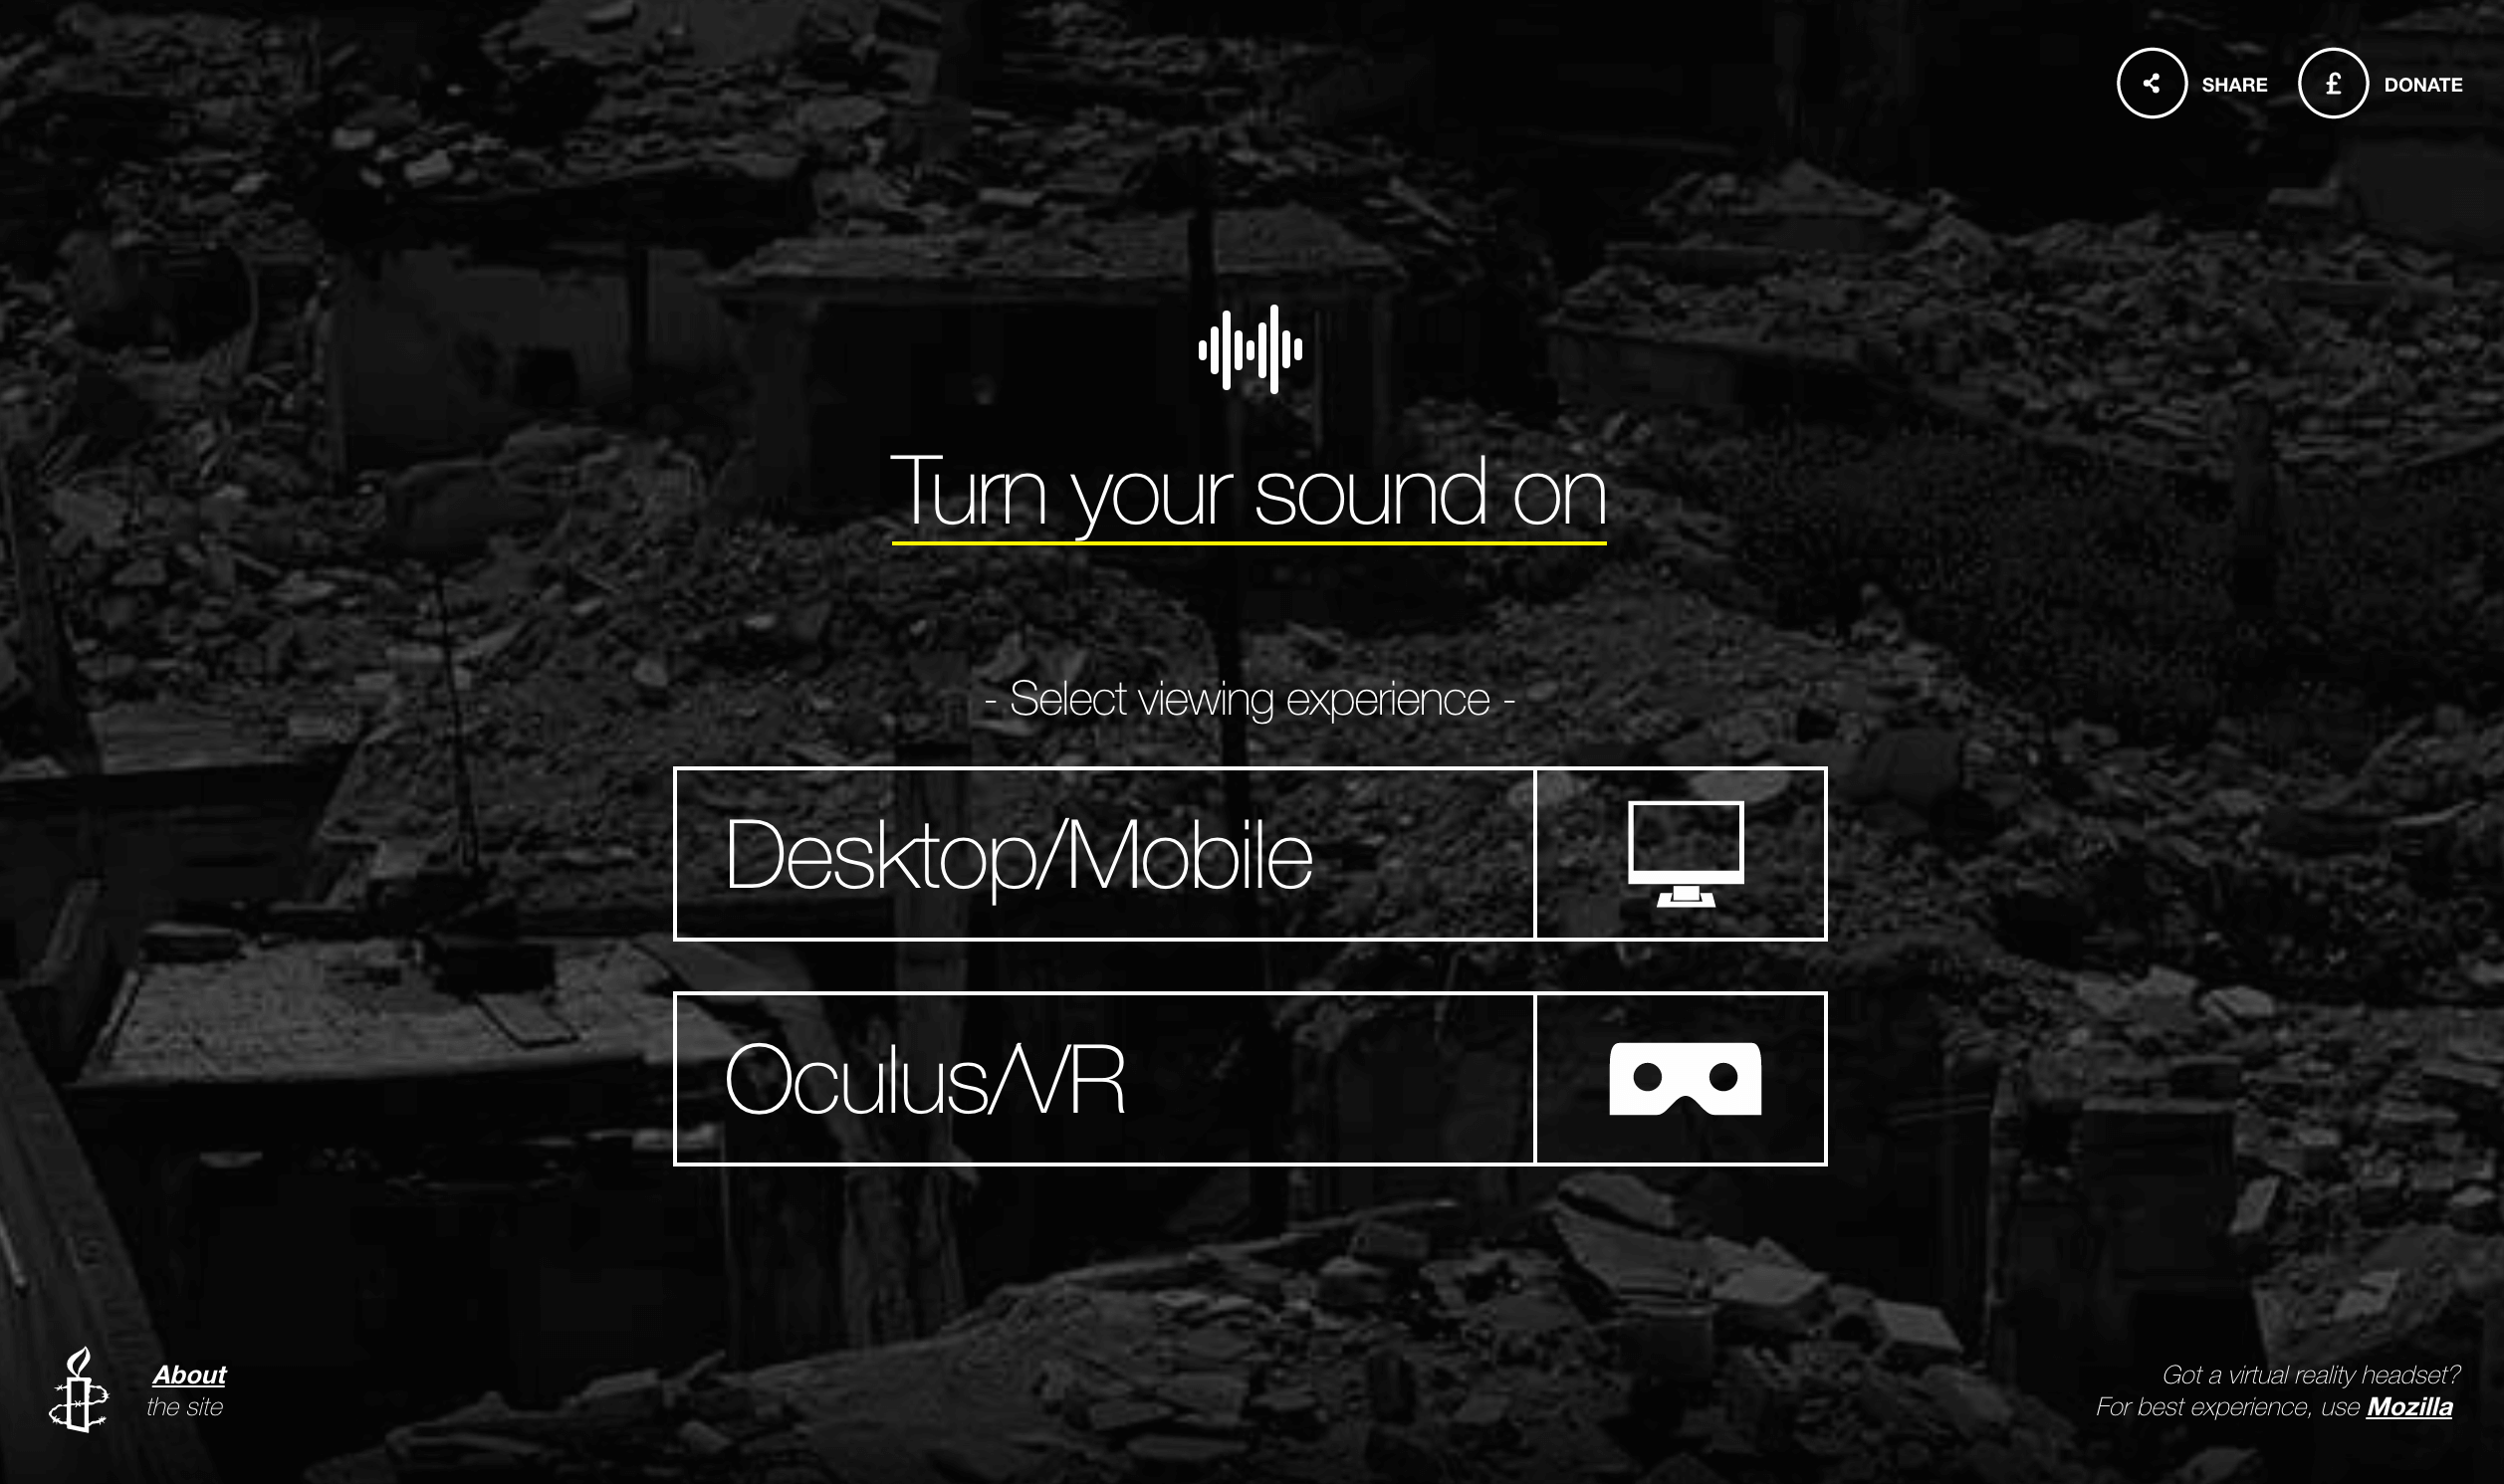 SHARE
£ DONATE
Turn your sound on
- Select viewing experience -
Desktop/Mobile
Oculus/VR
About
the site
Got a virtual reality headset?
For best experience, use Mozilla